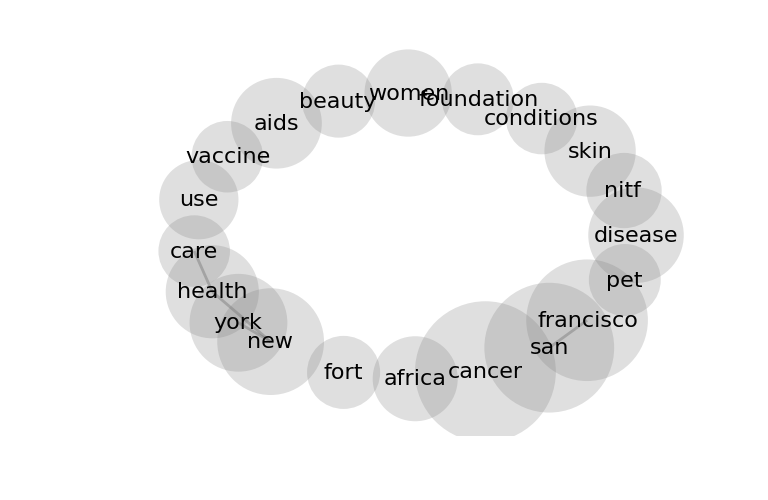 women
beauty
foundation
conditions
aids
skin
vaccine
nitf
use
disease
care
pet
health
francisco
york
new
san
fort
africa
cancer